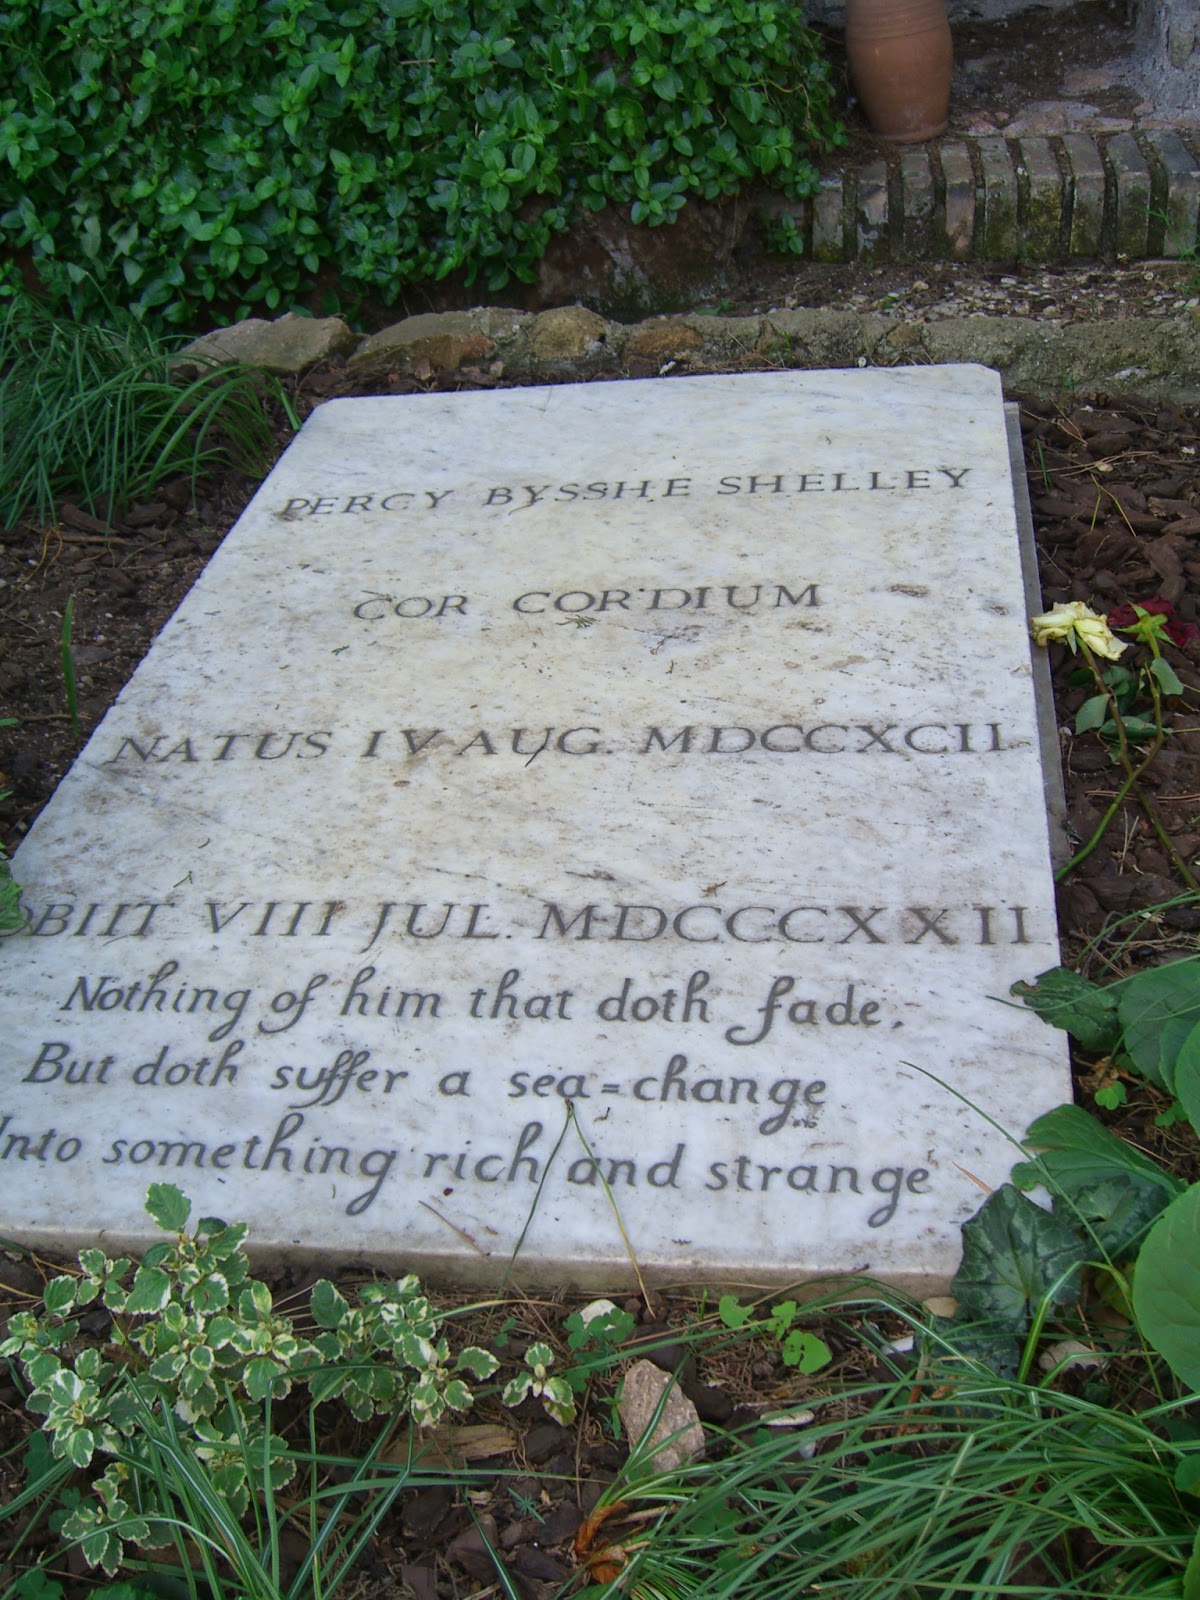 PERCY BYSSHE SHELLEY
COR CORDIUM
NATUS IV AUG. MDCCXCII
OBIIT VIII JUL. MDCCCXXII
Nothing of him that doth fade,
But doth suffer a sea=change
Into something rich and strange